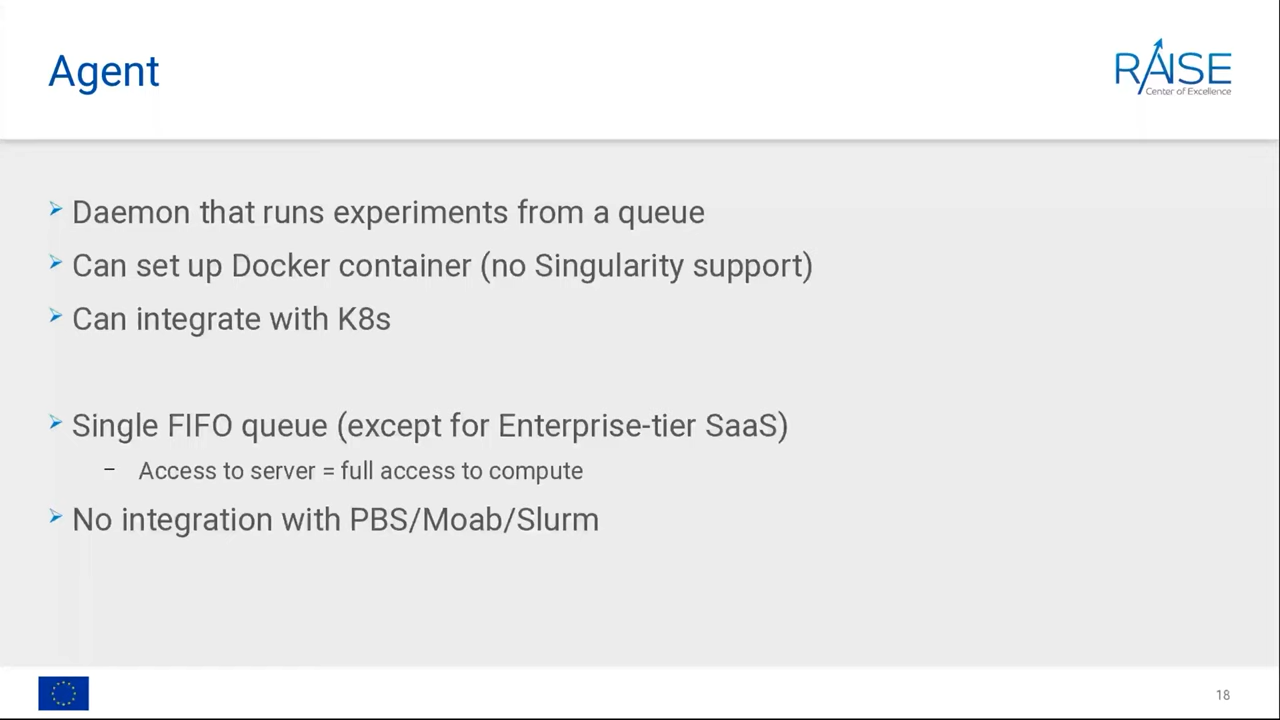 Agent
RAISE
Center of Excellence
Daemon that runs experiments from a queue
Can set up Docker container (no Singularity support)
Can integrate with K8s
Single FIFO queue (except for Enterprise-tier SaaS)
– Access to server = full access to compute
No integration with PBS/Moab/Slurm
18